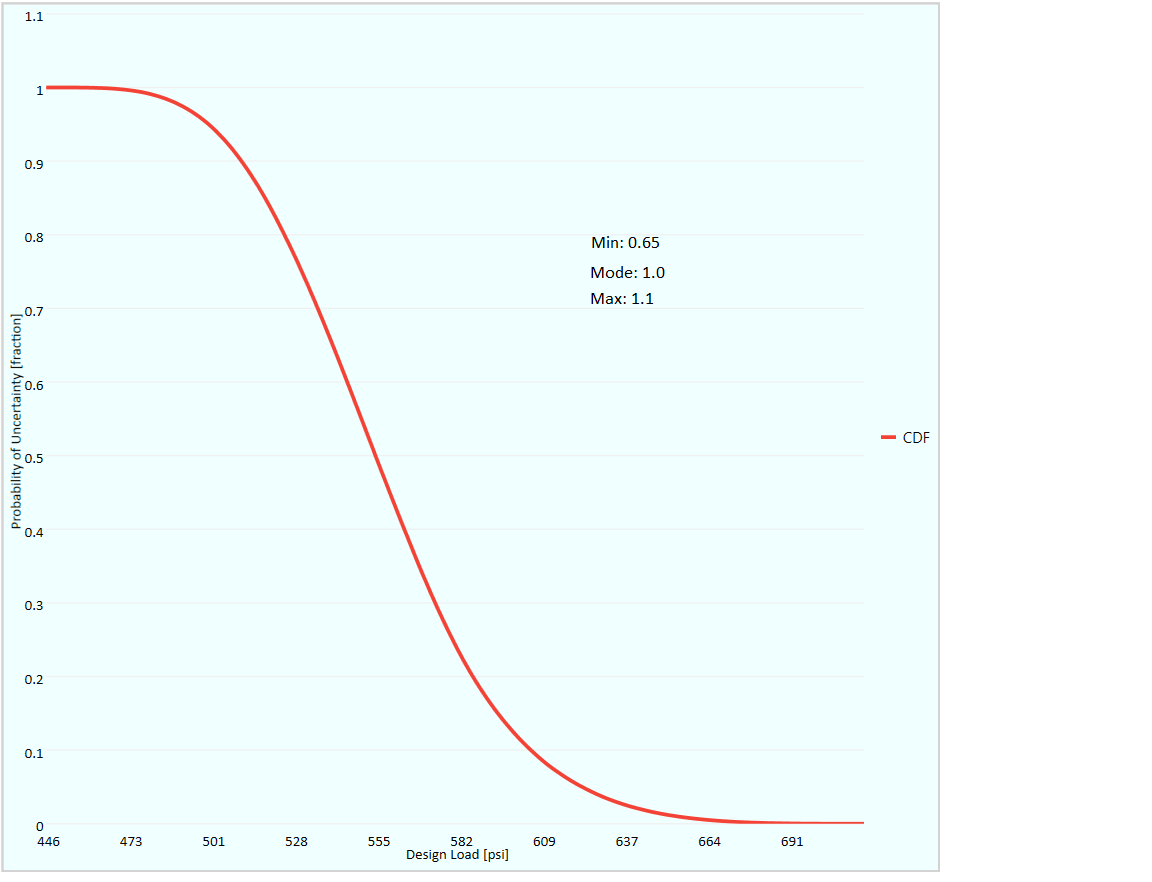 1.1
1
0.9
0.8
Min: 0.65
Mode: 1.0
Max: 1.1
0.7
0.6
0.5
0.4
0.3
0.2
0.1
0
Probability of Uncertainty [fraction]
CDF
446 473 501 528 555 582 609 637 664 691
Design Load [psi]